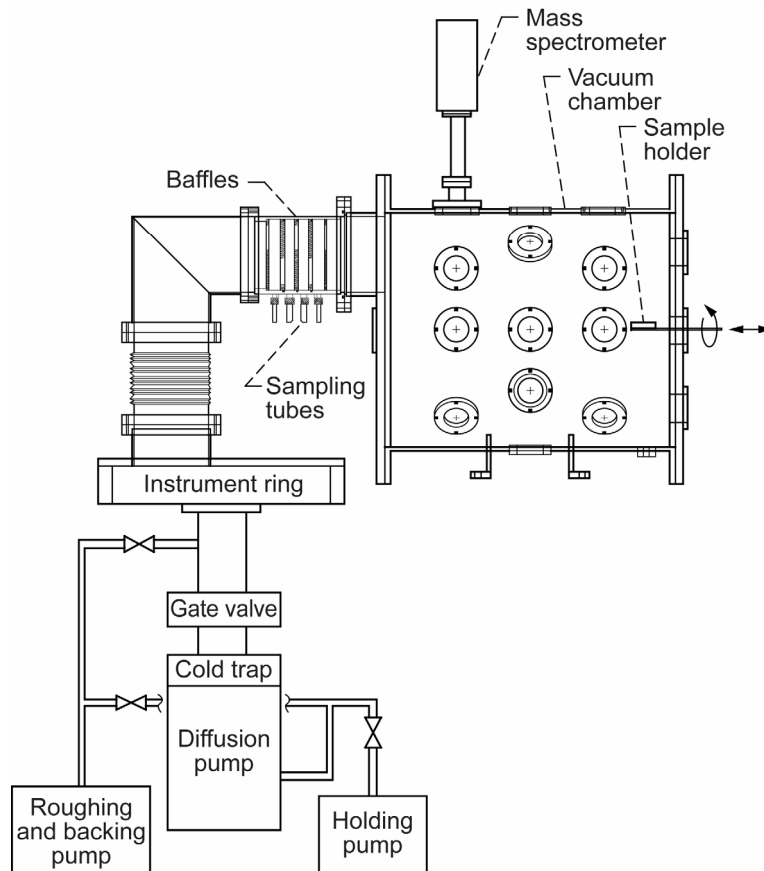 Mass
spectrometer
Vacuum
chamber
Sample
holder
Baffles
Sampling
tubes
Instrument ring
Gate valve
Cold trap
Diffusion
pump
Roughing
and backing
pump
Holding
pump